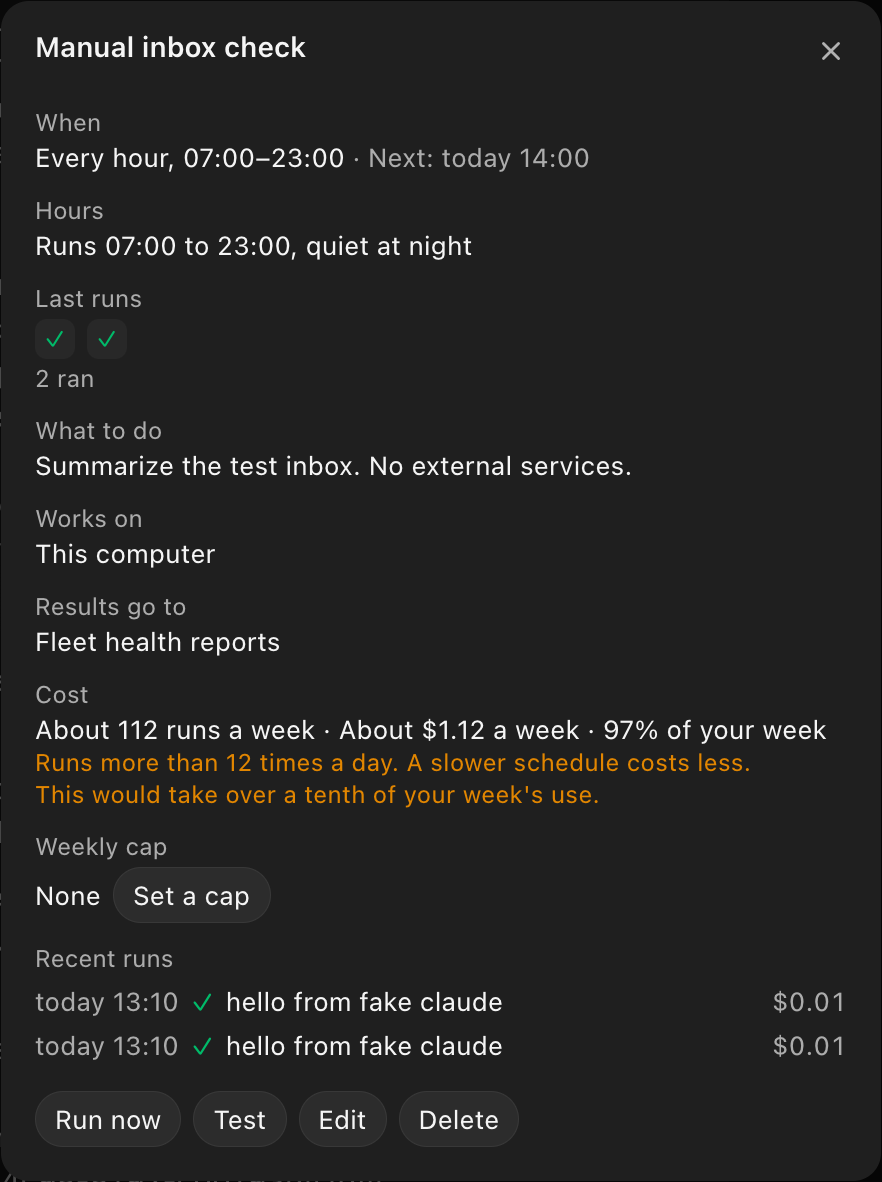 Manual inbox check
When
Every hour, 07:00–23:00 · Next: today 14:00
Hours
Runs 07:00 to 23:00, quiet at night
Last runs
2 ran
What to do
Summarize the test inbox. No external services.
Works on
This computer
Results go to
Fleet health reports
Cost
About 112 runs a week · About $1.12 a week · 97% of your week
Runs more than 12 times a day. A slower schedule costs less.
This would take over a tenth of your week's use.
Weekly cap
None Set a cap
Recent runs
today 13:10 ✓ hello from fake claude $0.01
today 13:10 ✓ hello from fake claude $0.01
Run now Test Edit Delete